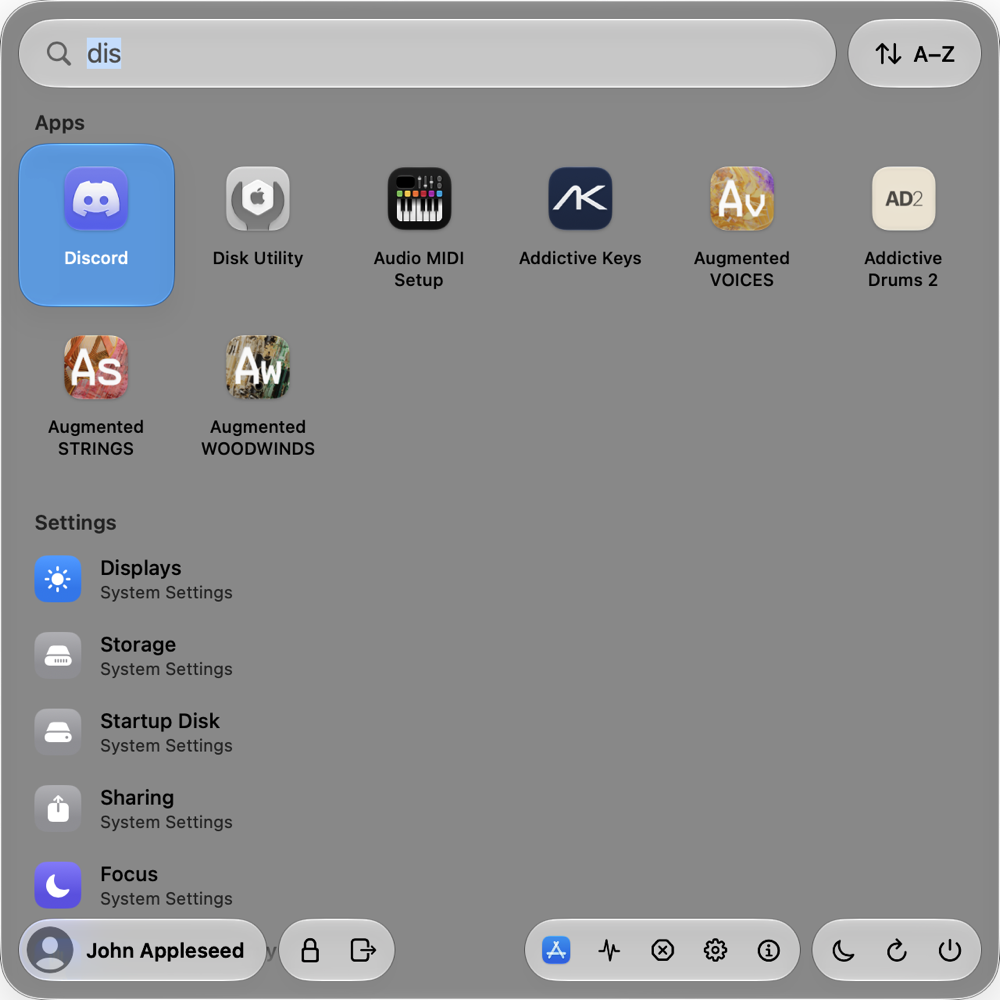 dis
A–Z
Apps
Discord
Disk Utility
Audio MIDI
Setup
Addictive Keys
Av
Augmented
VOICES
AD2
Addictive
Drums 2
As
Augmented
STRINGS
Aw
Augmented
WOODWINDS
Settings
Displays
System Settings
Storage
System Settings
Startup Disk
System Settings
Sharing
System Settings
Focus
System Settings
John Appleseed